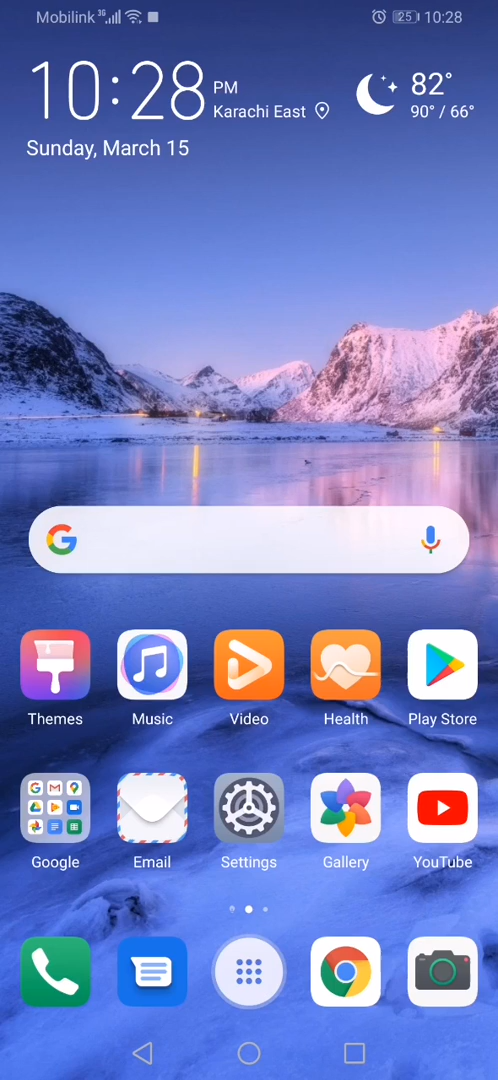 Mobilink 3G 25 10:28
10:28 PM 82°
Karachi East 90° / 66°
Sunday, March 15
Themes Music Video Health Play Store
Google Email Settings Gallery YouTube